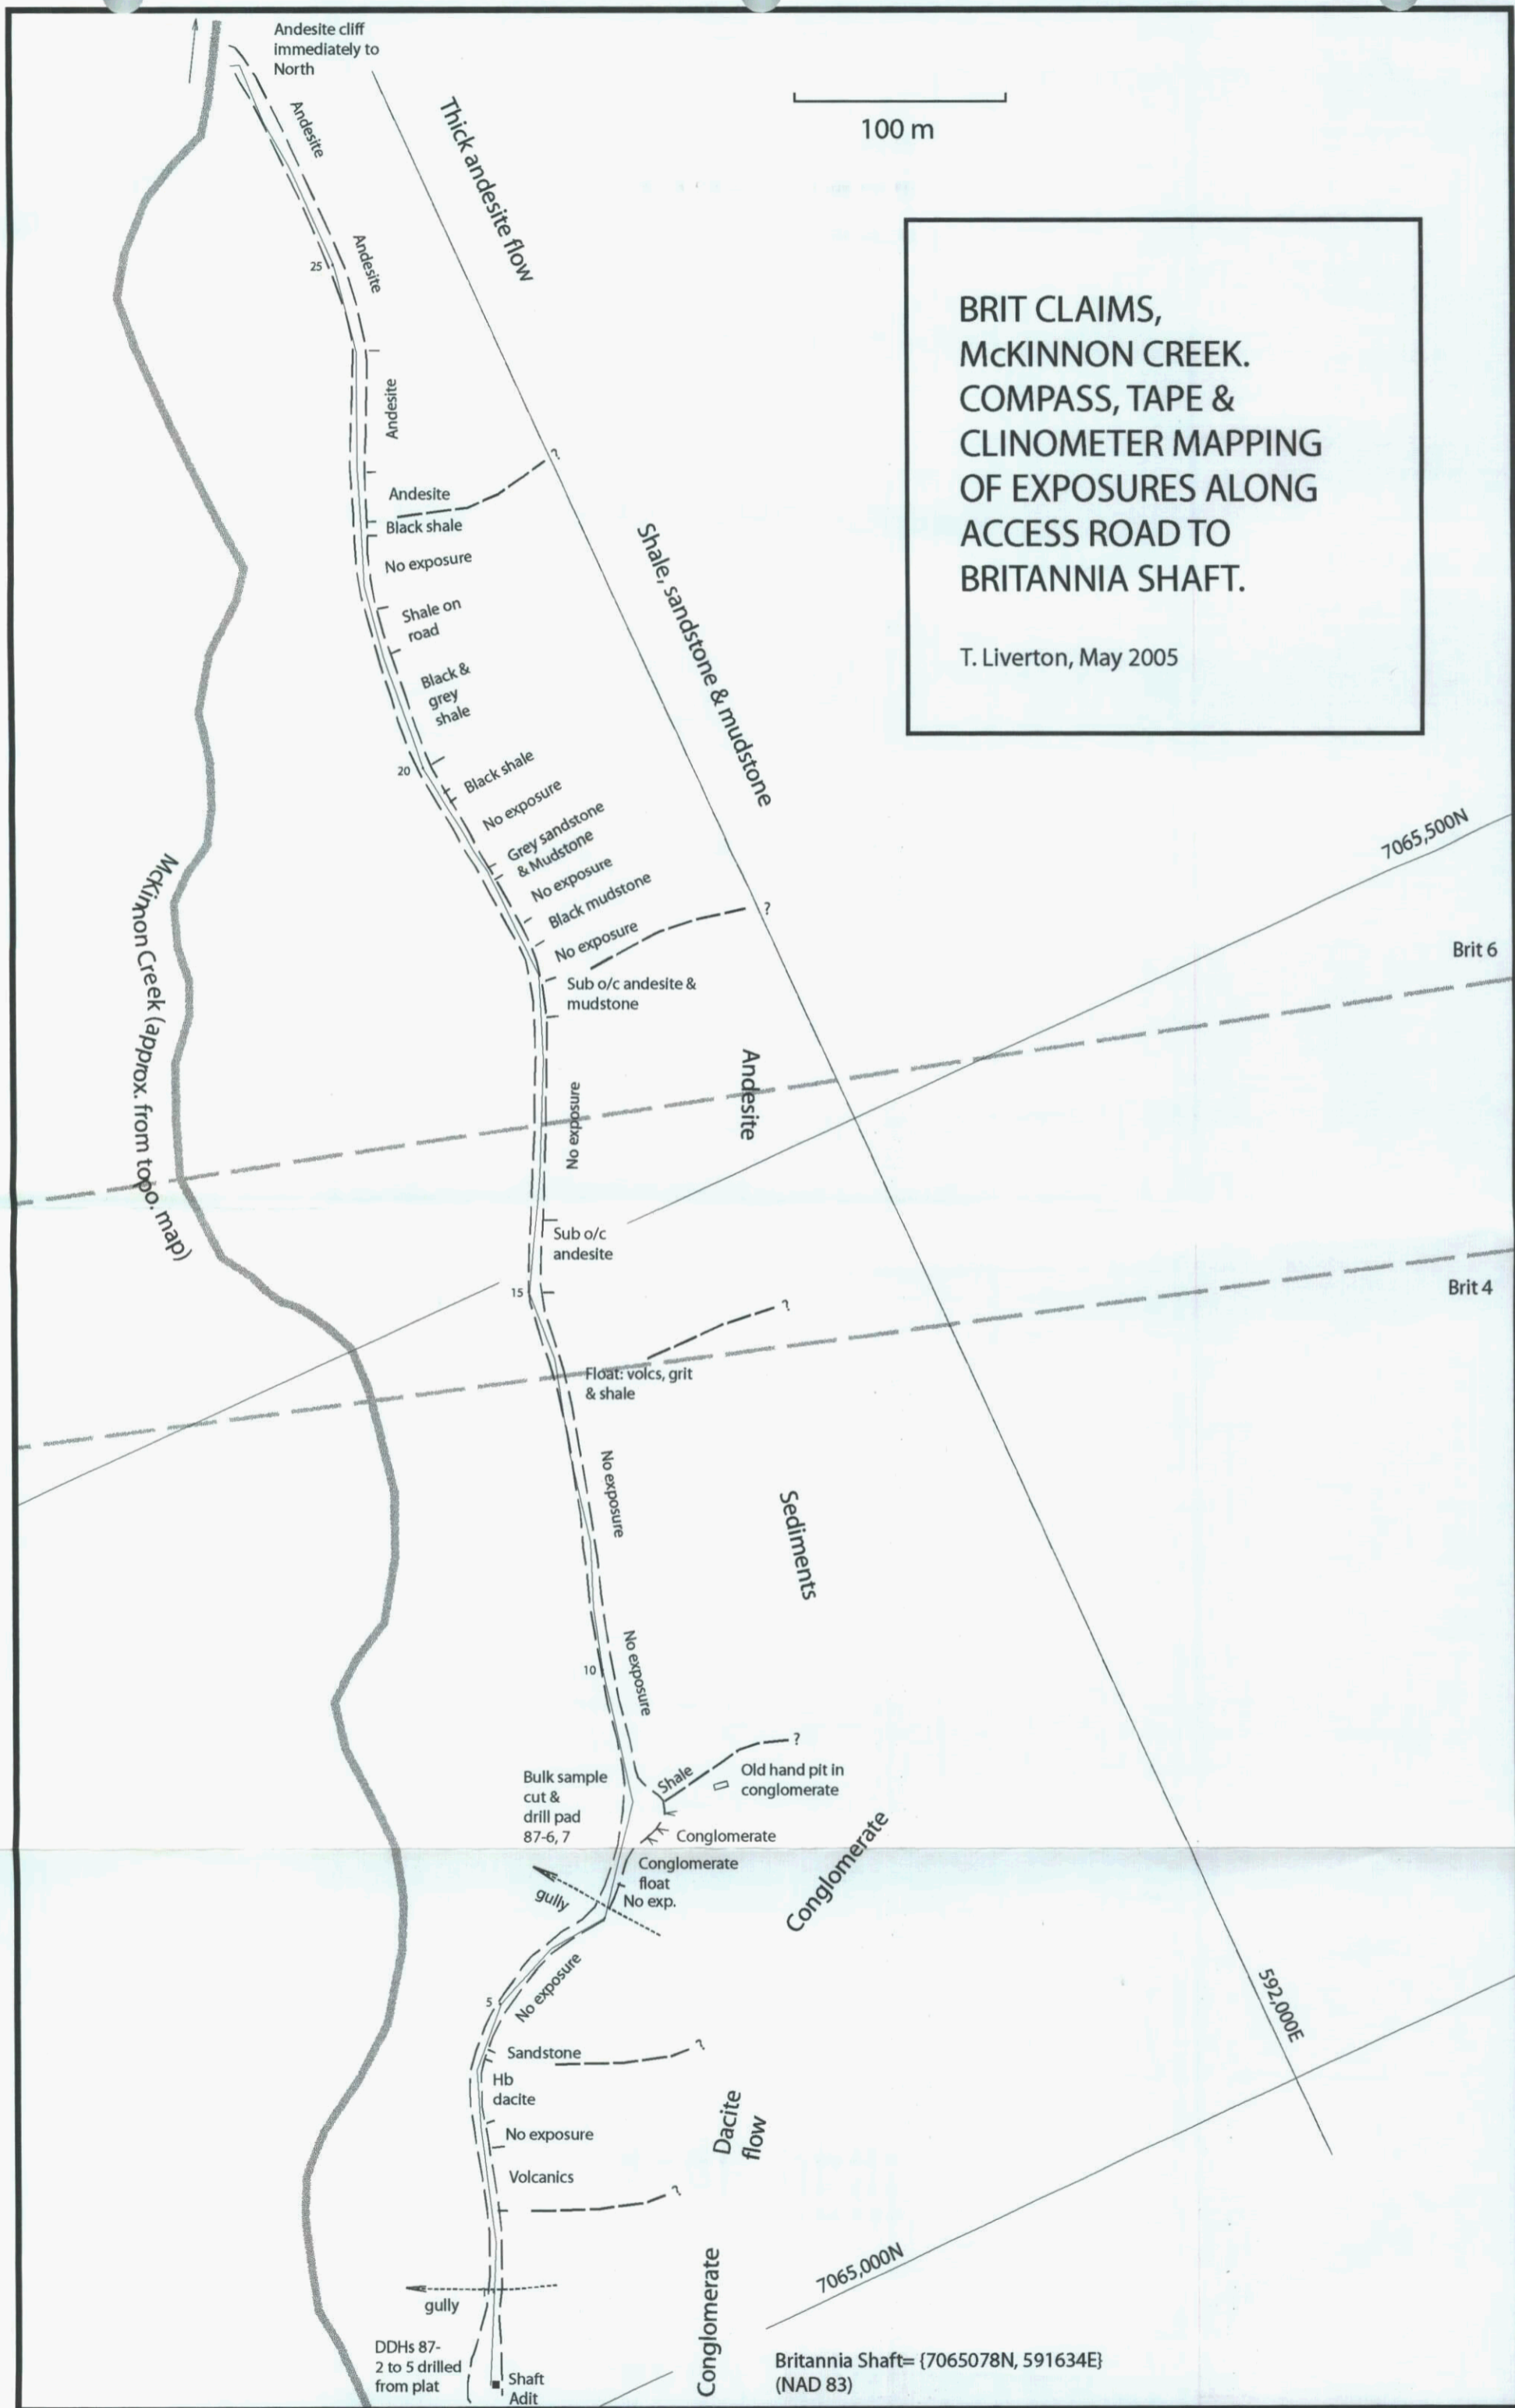 Andesite cliff
immediately to
North
Andesite
Thick andesite flow
100 m
BRIT CLAIMS,
McKINNON CREEK.
COMPASS, TAPE &
CLINOMETER MAPPING
OF EXPOSURES ALONG
ACCESS ROAD TO
BRITANNIA SHAFT.
T. Liverton, May 2005
25
Andesite
Andesite
?
Andesite
Black shale
No exposure
Shale on
road
Black &
grey
shale
Shale, sandstone & mudstone
20
Black shale
No exposure
Grey sandstone
& Mudstone
No exposure
Black mudstone
No exposure
?
7065,500N
Brit 6
McKinnon Creek (approx. from topo. map)
Sub o/c andesite &
mudstone
Andesite
No exposure
Sub o/c
andesite
15
?
Brit 4
Float: volcs, grit
& shale
No exposure
Sediments
10
No exposure
?
Shale
Old hand pit in
conglomerate
Bulk sample
cut &
drill pad
87-6, 7
Conglomerate
Conglomerate
Conglomerate
float
No exp.
gully
No exposure
5
592,000E
Sandstone
?
Hb
dacite
Dacite
flow
No exposure
Volcanics
?
7065,000N
Conglomerate
gully
DDHs 87-
2 to 5 drilled
from plat
Shaft
Adit
Britannia Shaft= {7065078N, 591634E}
(NAD 83)